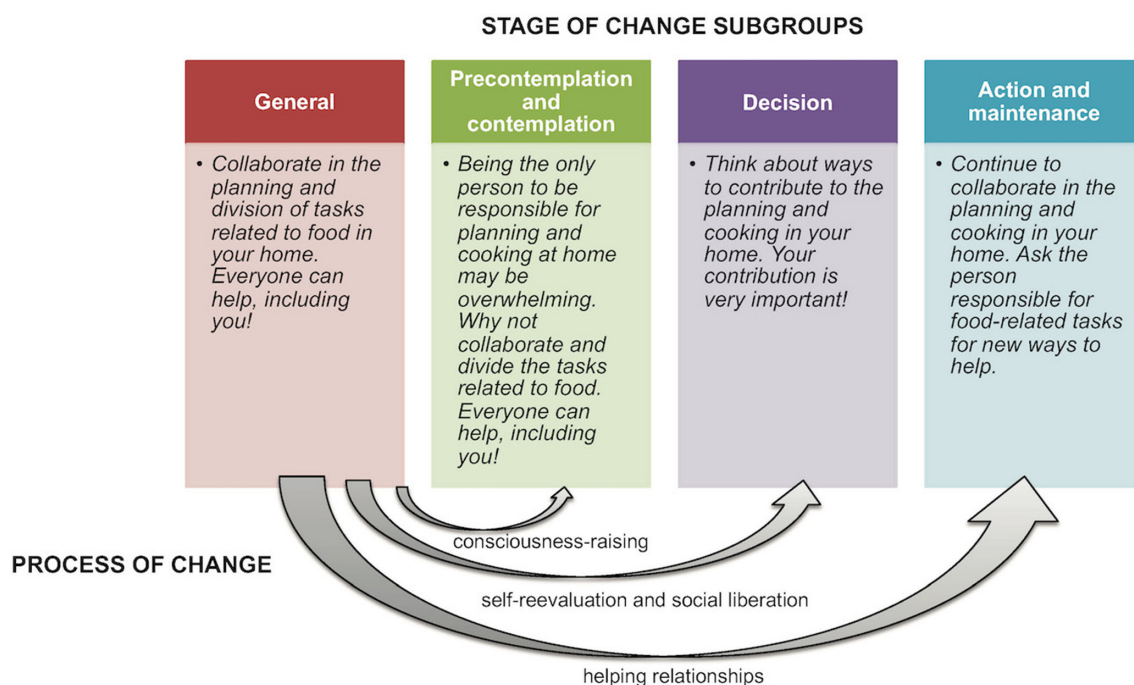 STAGE OF CHANGE SUBGROUPS
General
Precontemplation
and
contemplation
Decision
Action and
maintenance
• Collaborate in the
planning and
division of tasks
related to food in
your home.
Everyone can
help, including
you!
• Being the only
person to be
responsible for
planning and
cooking at home
may be
overwhelming.
Why not
collaborate and
divide the tasks
related to food.
Everyone can
help, including
you!
• Think about ways
to contribute to the
planning and
cooking in your
home. Your
contribution is
very important!
• Continue to
collaborate in the
planning and
cooking in your
home. Ask the
person
responsible for
food-related tasks
for new ways to
help.
consciousness-raising
PROCESS OF CHANGE
self-reevaluation and social liberation
helping relationships